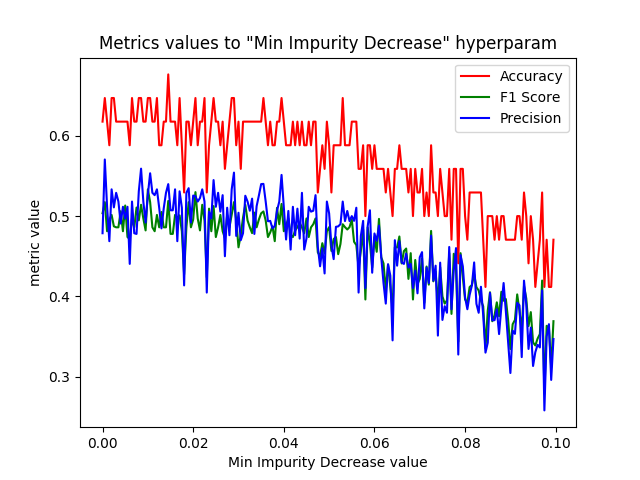 Metrics values to "Min Impurity Decrease" hyperparam
Accuracy
F1 Score
Precision
metric value
0.6
0.5
0.4
0.3
0.00 0.02 0.04 0.06 0.08 0.10
Min Impurity Decrease value